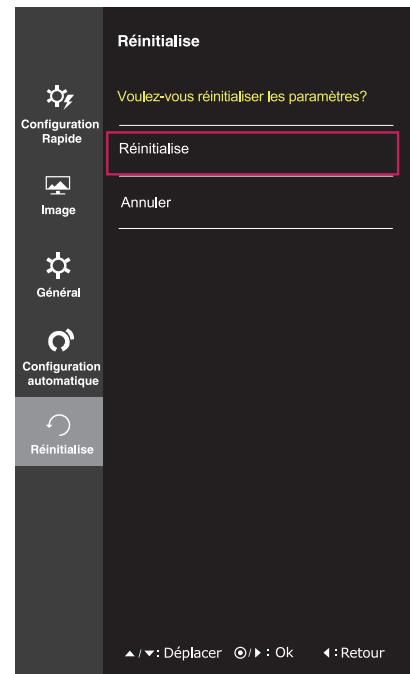 Réinitialise
Voulez-vous réinitialiser les paramètres?
Réinitialise
Annuler
Configuration
Rapide
Image
Général
Configuration
automatique
Réinitialise
▲/▼: Déplacer ⦿/▶ : Ok ◀ : Retour